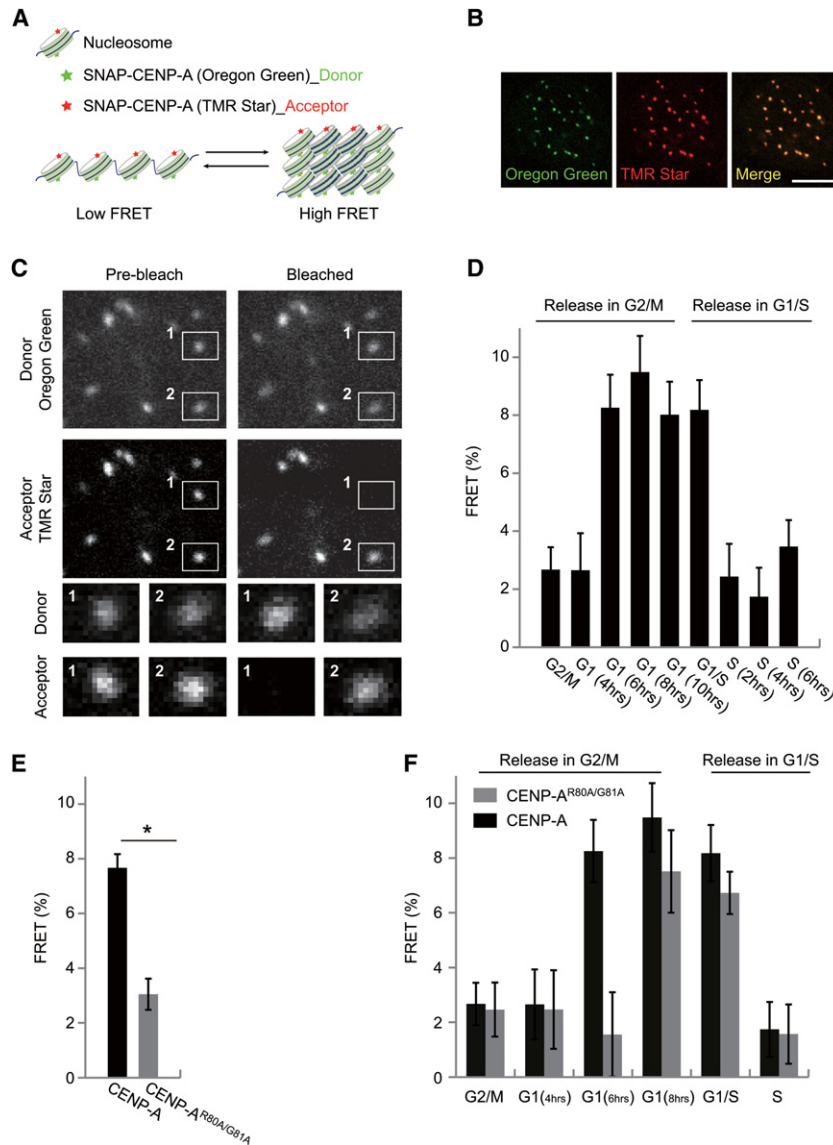 A
Nucleosome
SNAP-CENP-A (Oregon Green)_Donor
SNAP-CENP-A (TMR Star)_Acceptor
Low FRET
High FRET
B
Oregon Green
TMR Star
Merge
C
Pre-bleach
Bleached
Donor
Oregon Green
1
1
2
2
Acceptor
TMR Star
1
1
2
2
Donor
1
2
1
2
Acceptor
1
2
1
2
D
Release in G2/M
Release in G1/S
FRET (%)
10
8
6
4
2
0
G2/M
G1 (4hrs)
G1 (6hrs)
G1 (8hrs)
G1 (10hrs)
G1/S
S (2hrs)
S (4hrs)
S (6hrs)
E
*
FRET (%)
10
8
6
4
2
0
CENP-A
CENP-A^R80A/G81A
F
Release in G2/M
Release in G1/S
CENP-A^R80A/G81A
CENP-A
FRET (%)
10
8
6
4
2
0
G2/M
G1(4hrs)
G1(6hrs)
G1(8hrs)
G1/S
S